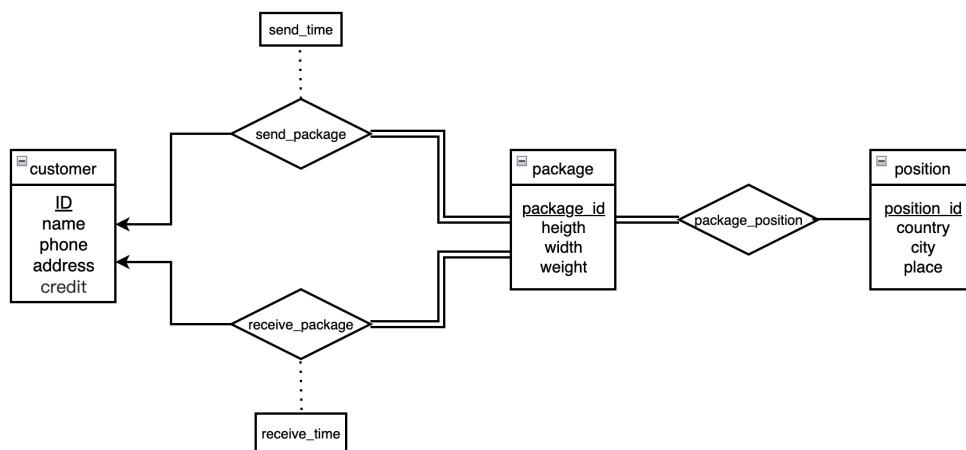 send_time
send_package
customer
ID
name
phone
address
credit
package
package_id
heigth
width
weight
package_position
position
position_id
country
city
place
receive_package
receive_time